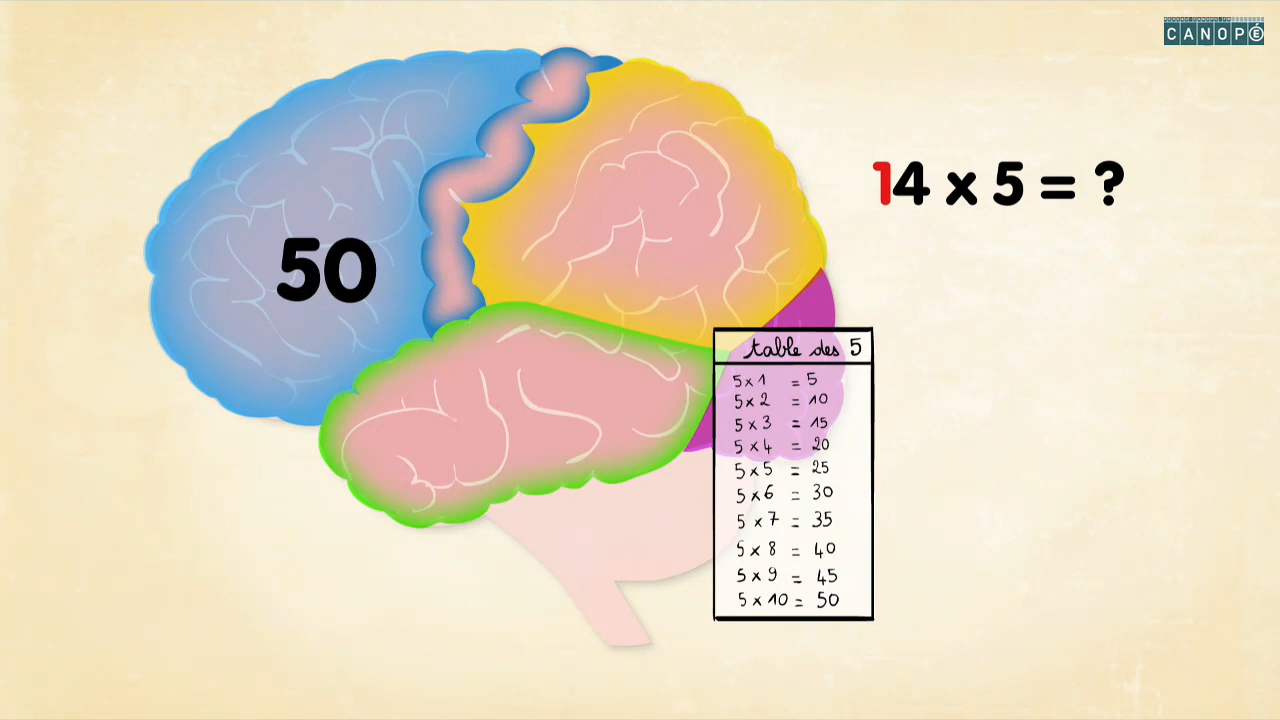 CANOPÉ
14 x 5 = ?
50
table des 5
5 x 1 = 5
5 x 2 = 10
5 x 3 = 15
5 x 4 = 20
5 x 5 = 25
5 x 6 = 30
5 x 7 = 35
5 x 8 = 40
5 x 9 = 45
5 x 10 = 50